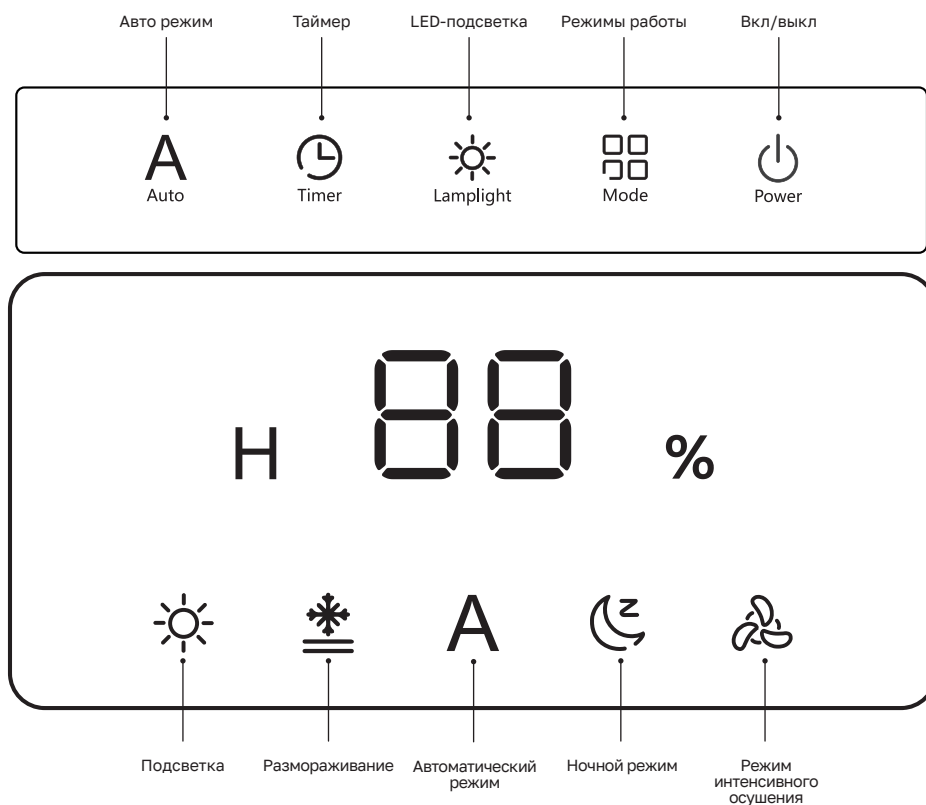 Авто режим
Таймер
LED-подсветка
Режимы работы
Вкл/выкл
A
Auto
Timer
Lamplight
Mode
Power
H 88 %
A
z
Подсветка
Размораживание
Автоматический
режим
Ночной режим
Режим
интенсивного
осушения